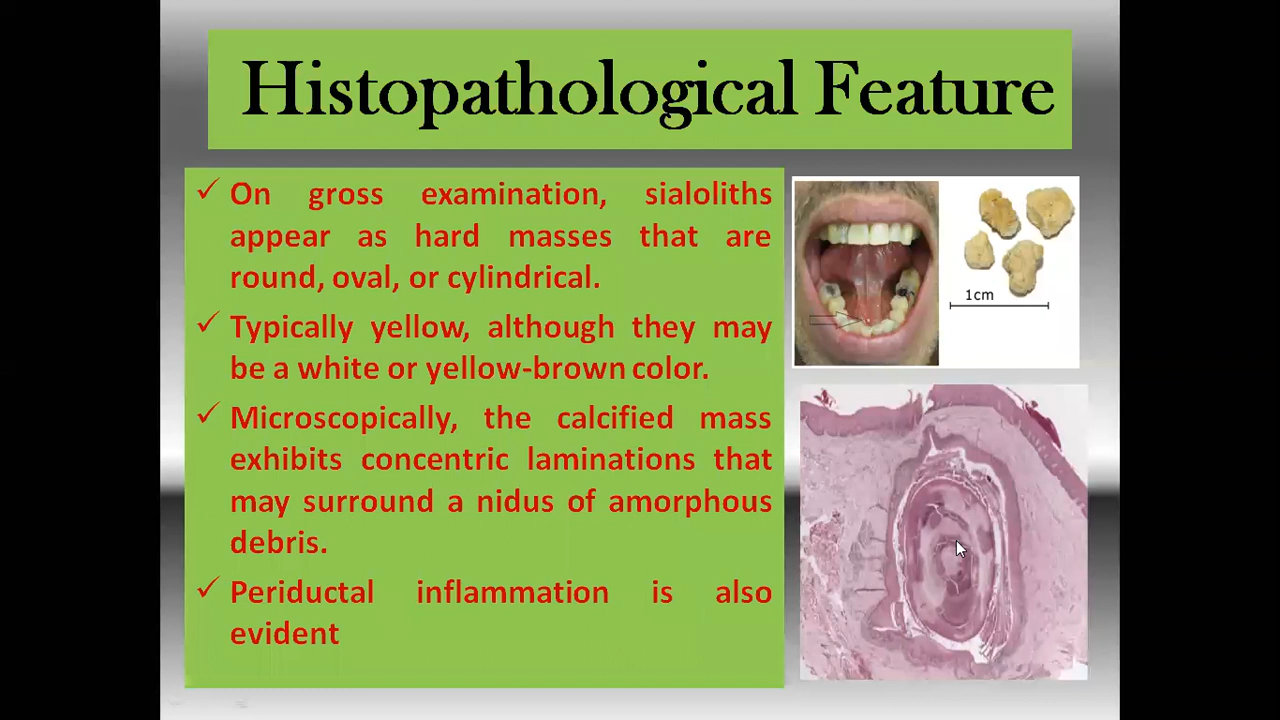 Histopathological Feature
On gross examination, sialoliths
appear as hard masses that are
round, oval, or cylindrical.
Typically yellow, although they may
be a white or yellow-brown color.
Microscopically, the calcified mass
exhibits concentric laminations that
may surround a nidus of amorphous
debris.
Periductal inflammation is also
evident
1cm